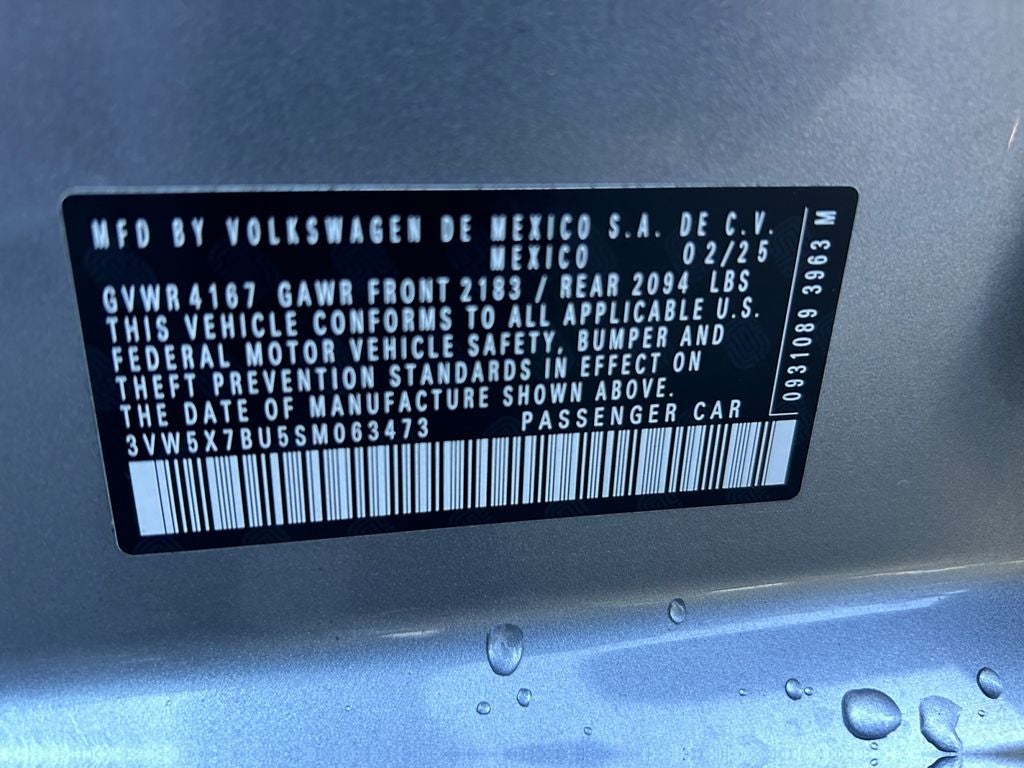 MFD BY VOLKSWAGEN DE MEXICO S.A. DE C.V.
MEXICO 02/25
GVWR 4167 GAWR FRONT 2183 / REAR 2094 LBS
THIS VEHICLE CONFORMS TO ALL APPLICABLE U.S.
FEDERAL MOTOR VEHICLE SAFETY, BUMPER AND
THEFT PREVENTION STANDARDS IN EFFECT ON
THE DATE OF MANUFACTURE SHOWN ABOVE.
3VW5X7BU5SM063473 PASSENGER CAR
0931089 3963 M